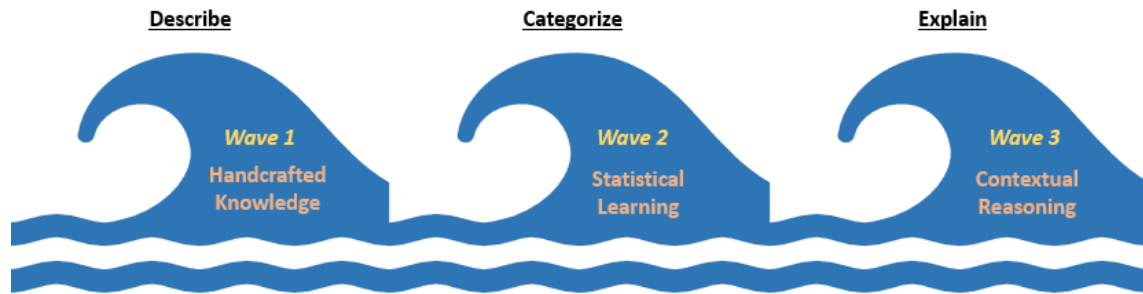 Describe
Categorize
Explain
Wave 1
Handcrafted
Knowledge
Wave 2
Statistical
Learning
Wave 3
Contextual
Reasoning